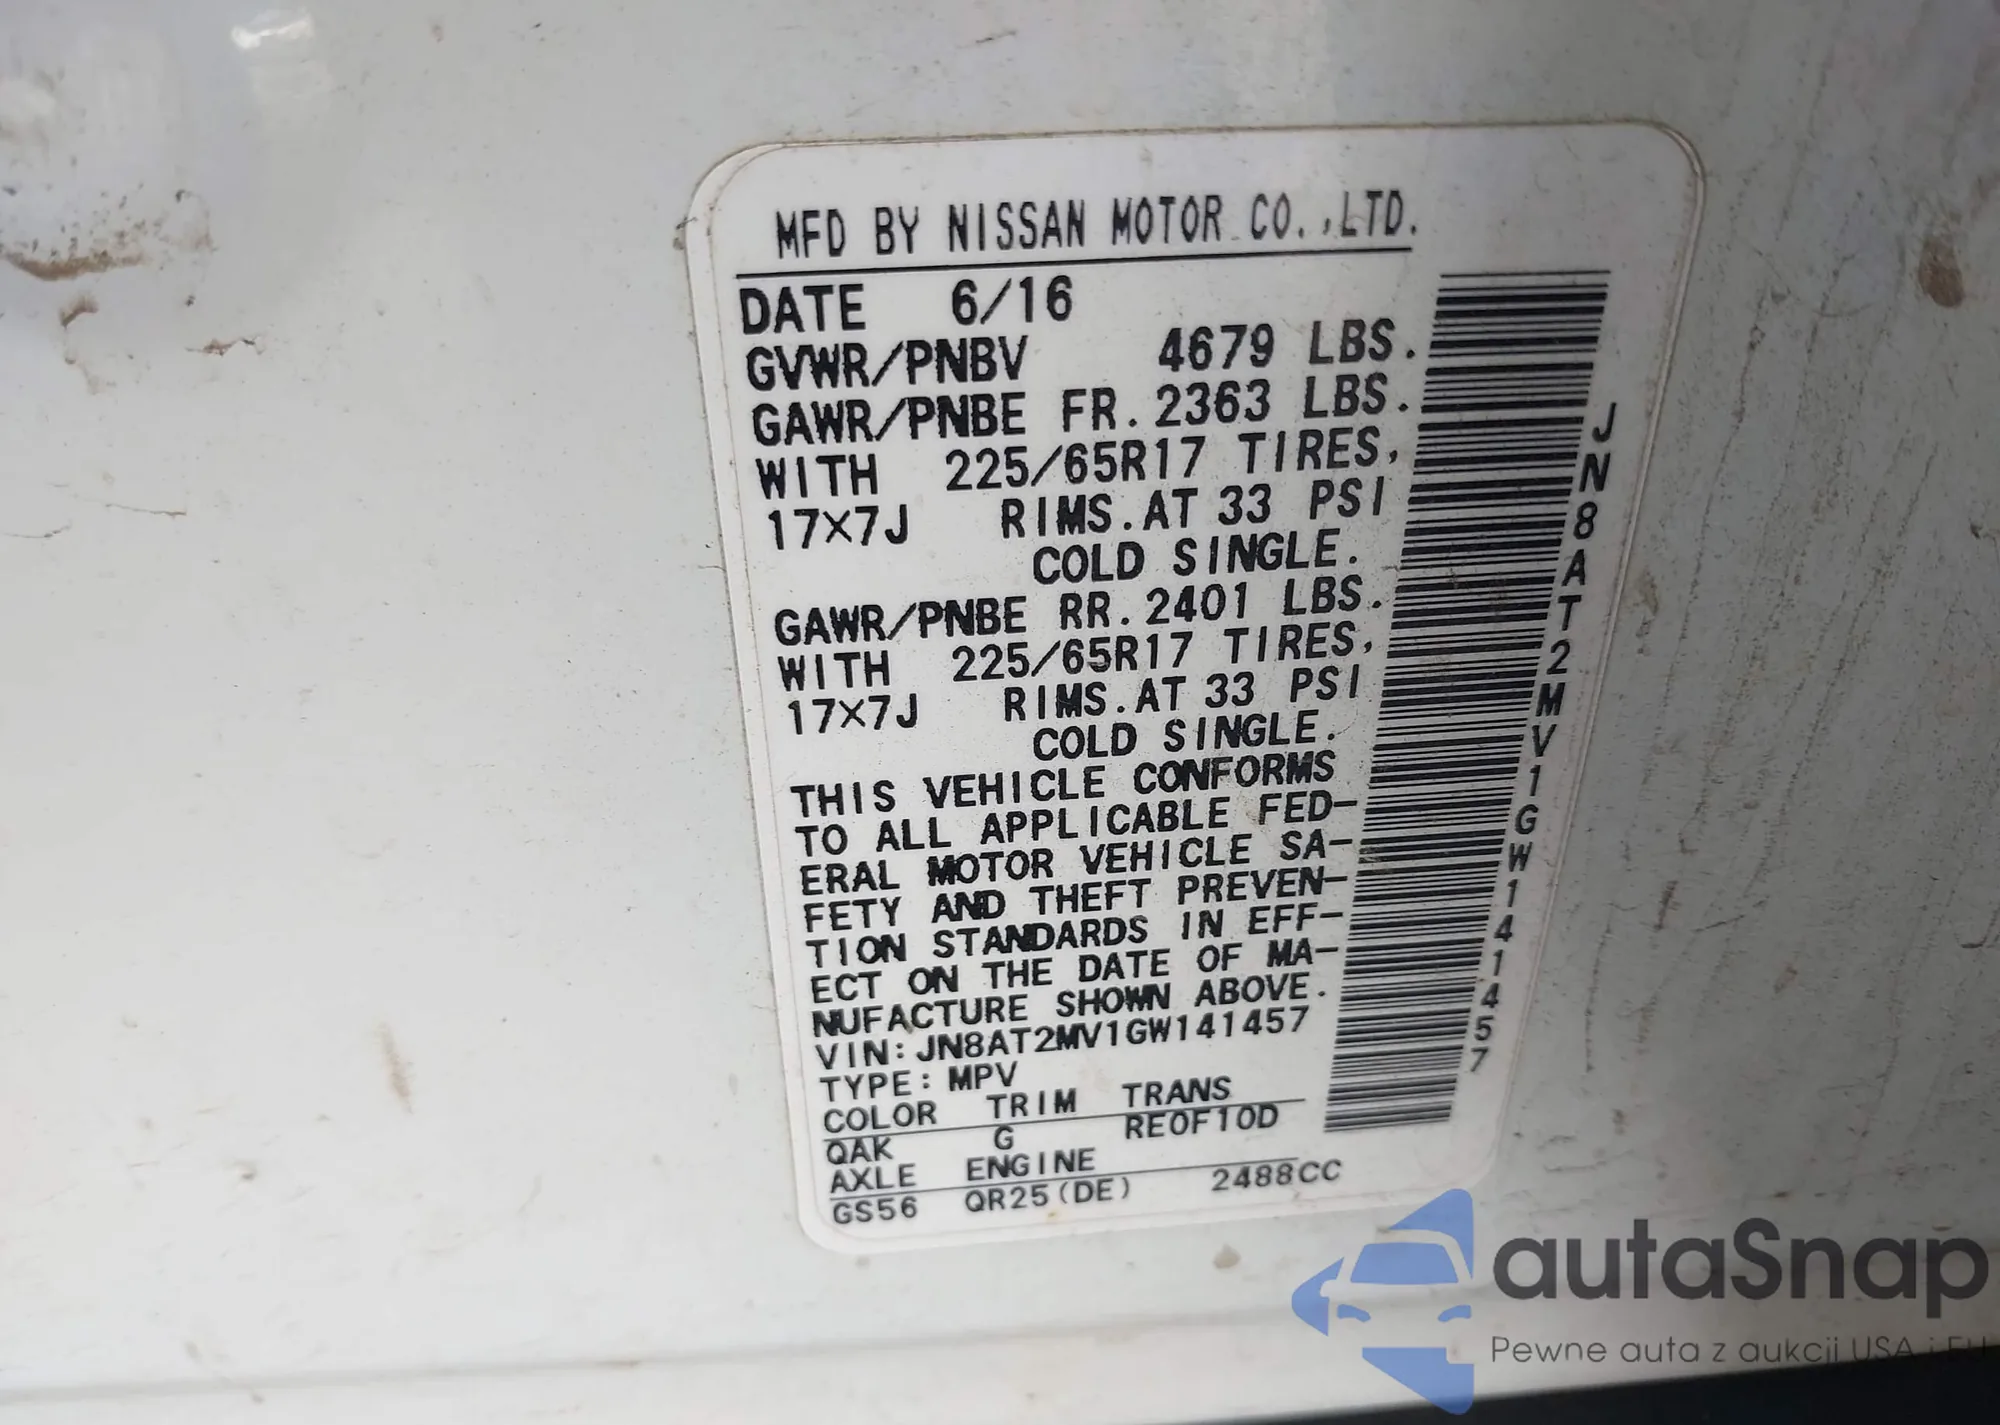 MFD BY NISSAN MOTOR CO.,LTD.
DATE 6/16
GVWR/PNBV 4679 LBS.
GAWR/PNBE FR.2363 LBS.
WITH 225/65R17 TIRES,
17×7J RIMS.AT 33 PSI
COLD SINGLE.
GAWR/PNBE RR.2401 LBS.
WITH 225/65R17 TIRES,
17×7J RIMS.AT 33 PSI
COLD SINGLE.
THIS VEHICLE CONFORMS
TO ALL APPLICABLE FED-
ERAL MOTOR VEHICLE SA-
FETY AND THEFT PREVEN-
TION STANDARDS IN EFF-
ECT ON THE DATE OF MA-
NUFACTURE SHOWN ABOVE.
VIN:JN8AT2MV1GW141457
TYPE:MPV
COLOR TRIM TRANS
QAK G RE0F10D
AXLE ENGINE
GS56 QR25(DE) 2488CC
JN8AT2MV1GW141457
autaSnap
Pewne auta z aukcji USA i EU